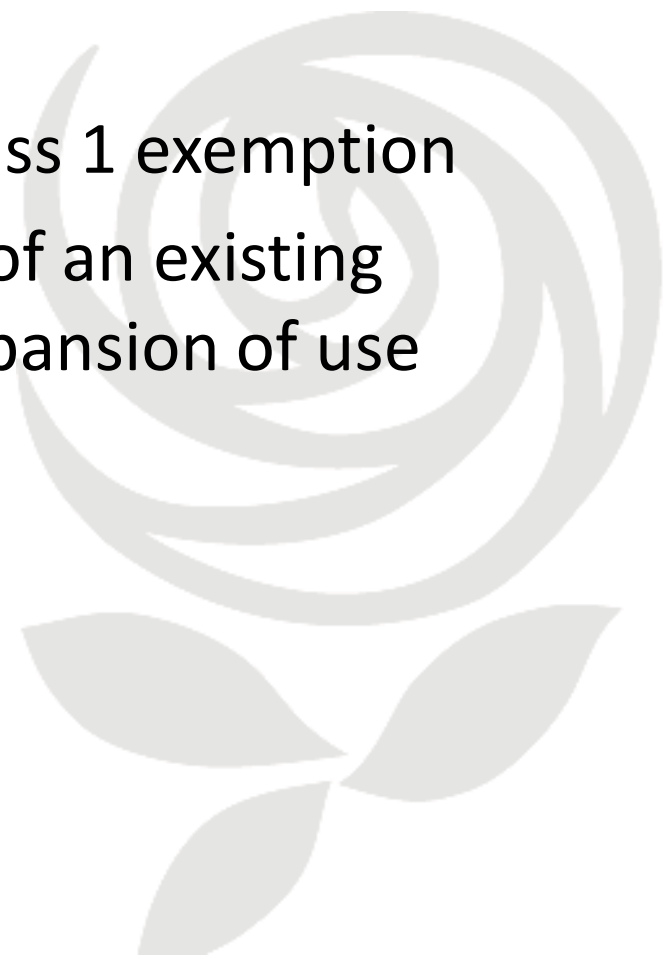 ss 1 exemption
of an existing
pansion of use